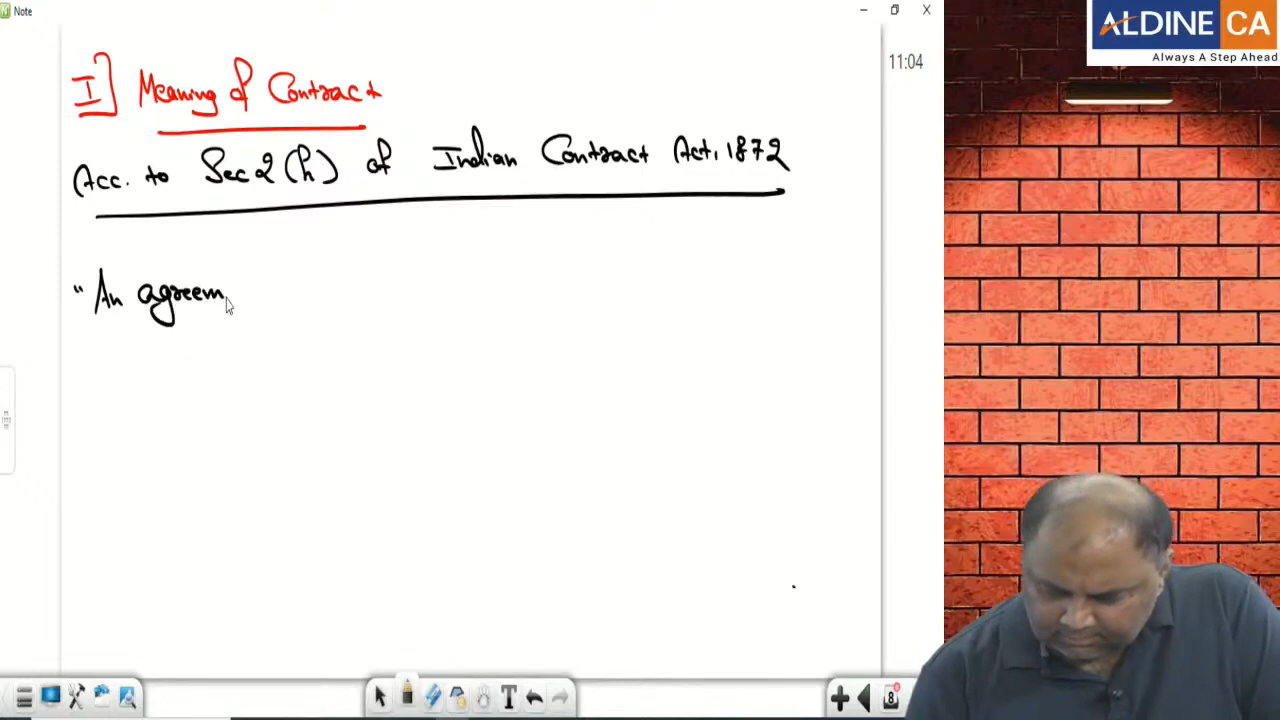 Note
ALDINE CA
Always A Step Ahead
11:04
I] Meaning of Contract
Acc. to Sec 2 (h) of Indian Contract Act, 1872
"An agreem
T
8